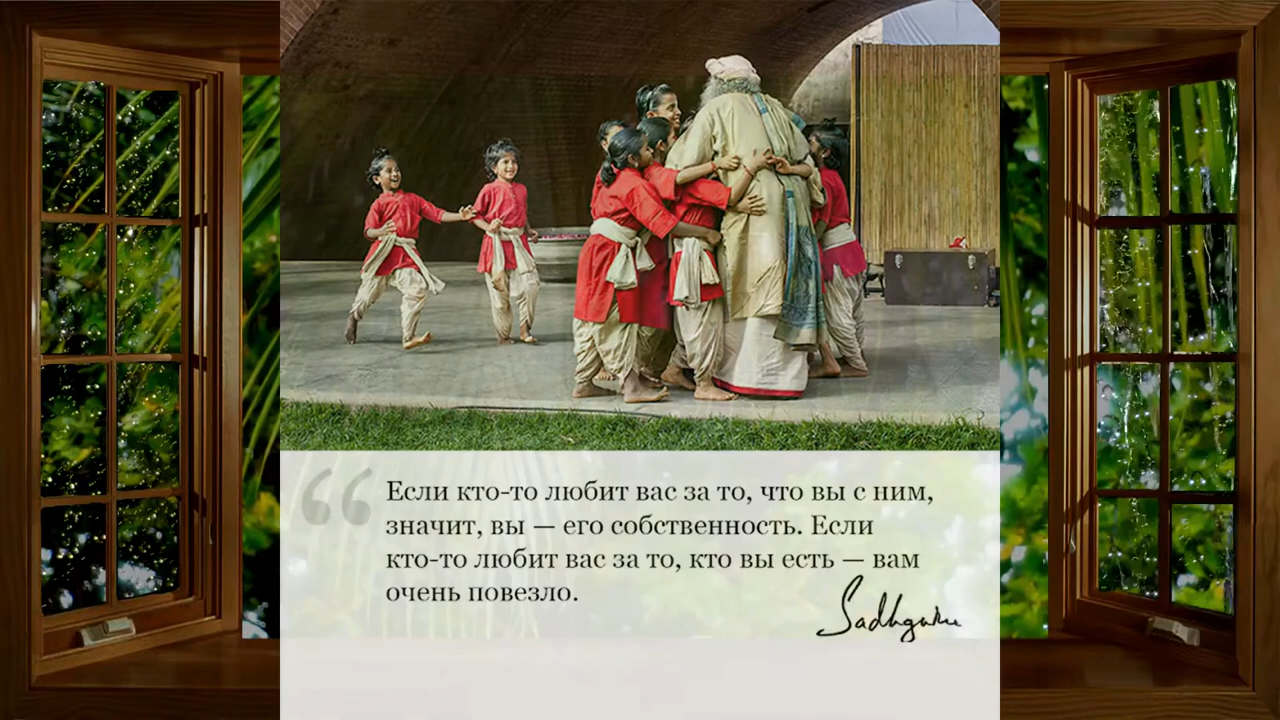 Если кто-то любит вас за то, что вы с ним,
значит, вы — его собственность. Если
кто-то любит вас за то, кто вы есть — вам
очень повезло.
Sadhguru